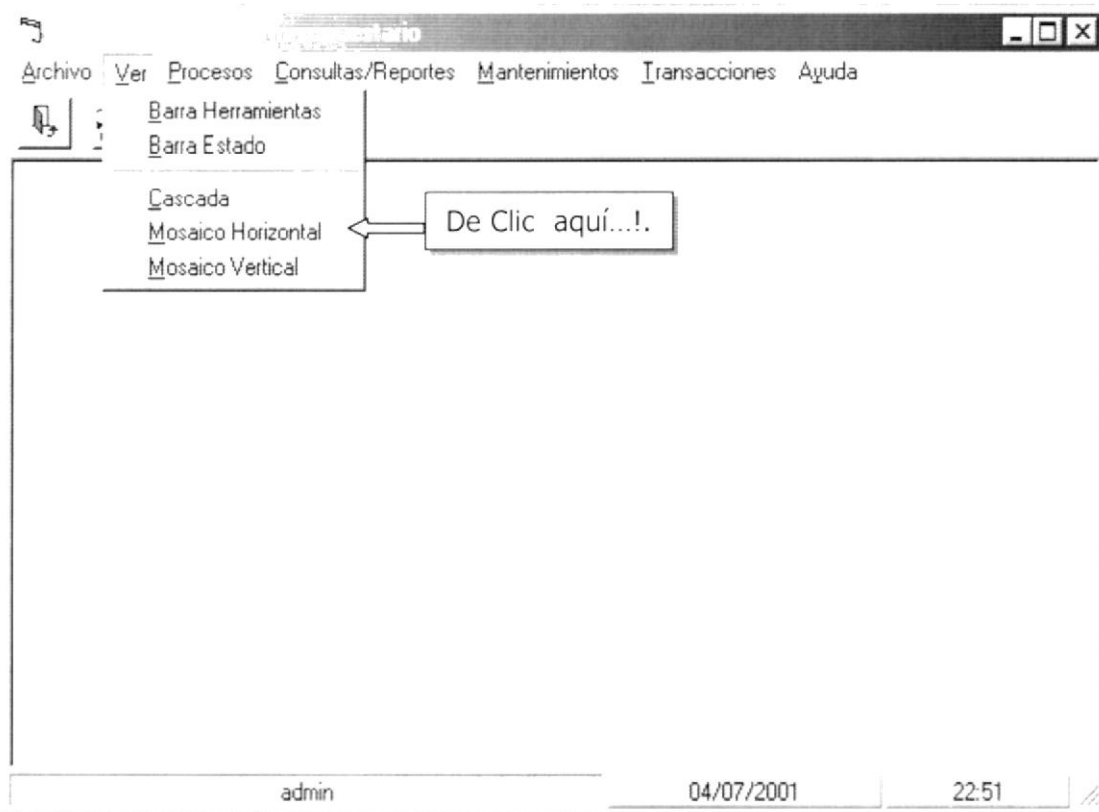 Archivo Ver Procesos Consultas/Reportes Mantenimientos Transacciones Ayuda
Barra Herramientas
Barra Estado
Cascada
Mosaico Horizontal
De Clic aquí...!.
Mosaico Vertical
admin 04/07/2001 22:51